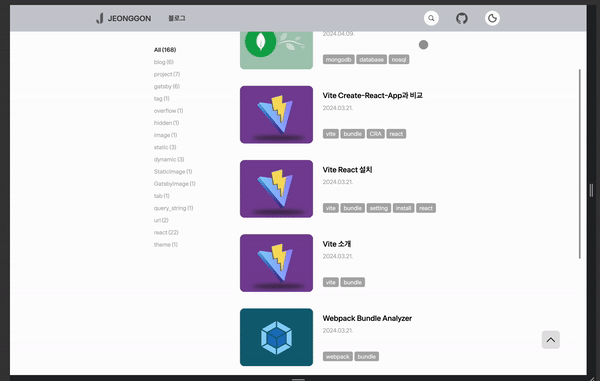 JEONGGON 블로그
All (168)
blog (6)
project (7)
gatsby (6)
tag (1)
overflow (1)
hidden (1)
image (1)
static (3)
dynamic (3)
StaticImage (1)
GatsbyImage (1)
tab (1)
query_string (1)
url (2)
react (22)
theme (1)
2024.04.09.
mongodb database nosql
Vite Create-React-App과 비교
2024.03.21.
vite bundle CRA react
Vite React 설치
2024.03.21.
vite bundle setting install react
Vite 소개
2024.03.21.
vite bundle
Webpack Bundle Analyzer
2024.03.21.
webpack bundle